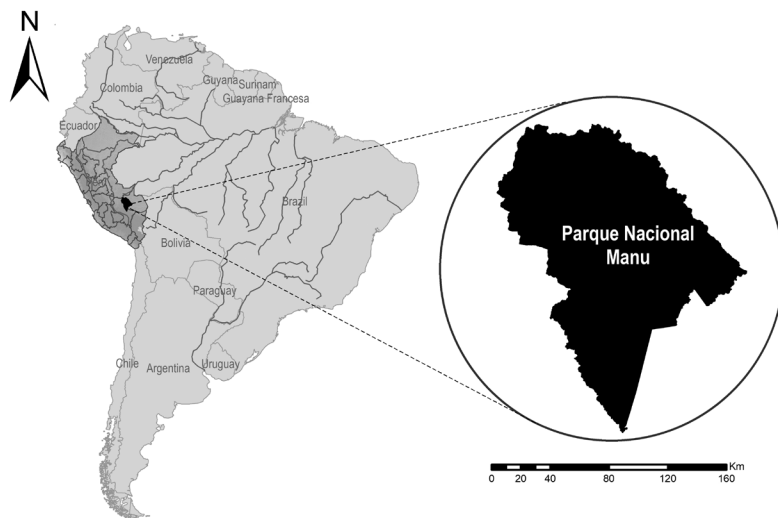 N
Venezuela
Guyana
Surinam
Colombia
Guayana Francesa
Ecuador
Brazil
Bolivia
Paraguay
Chile
Argentina
Uruguay
Parque Nacional
Manu
Km
0 20 40 80 120 160